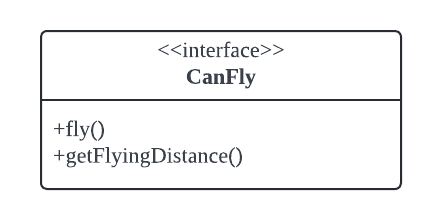 <<interface>>
CanFly
+fly()
+getFlyingDistance()